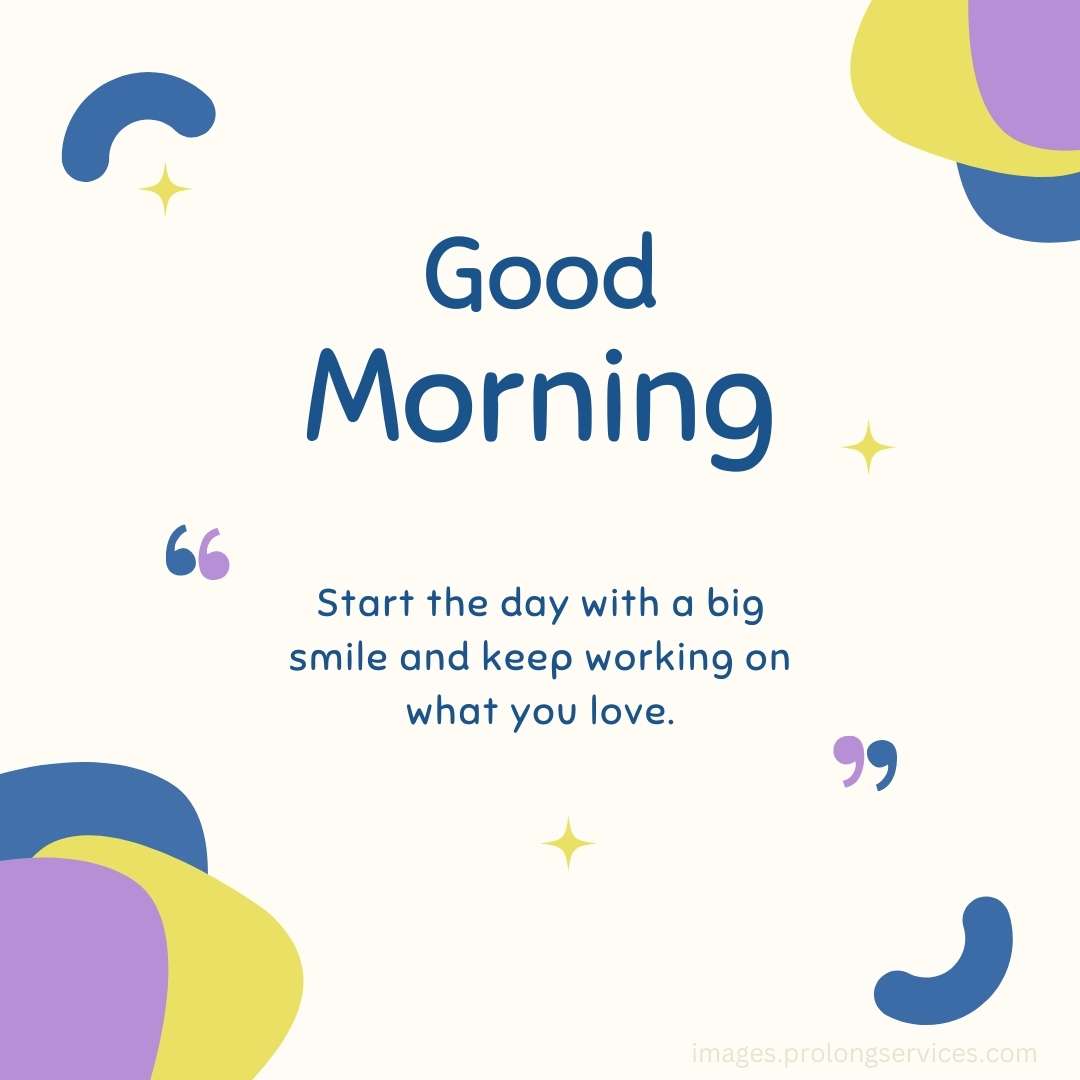 Good
Morning
“
Start the day with a big
smile and keep working on
what you love.
”
images.prolongservices.com